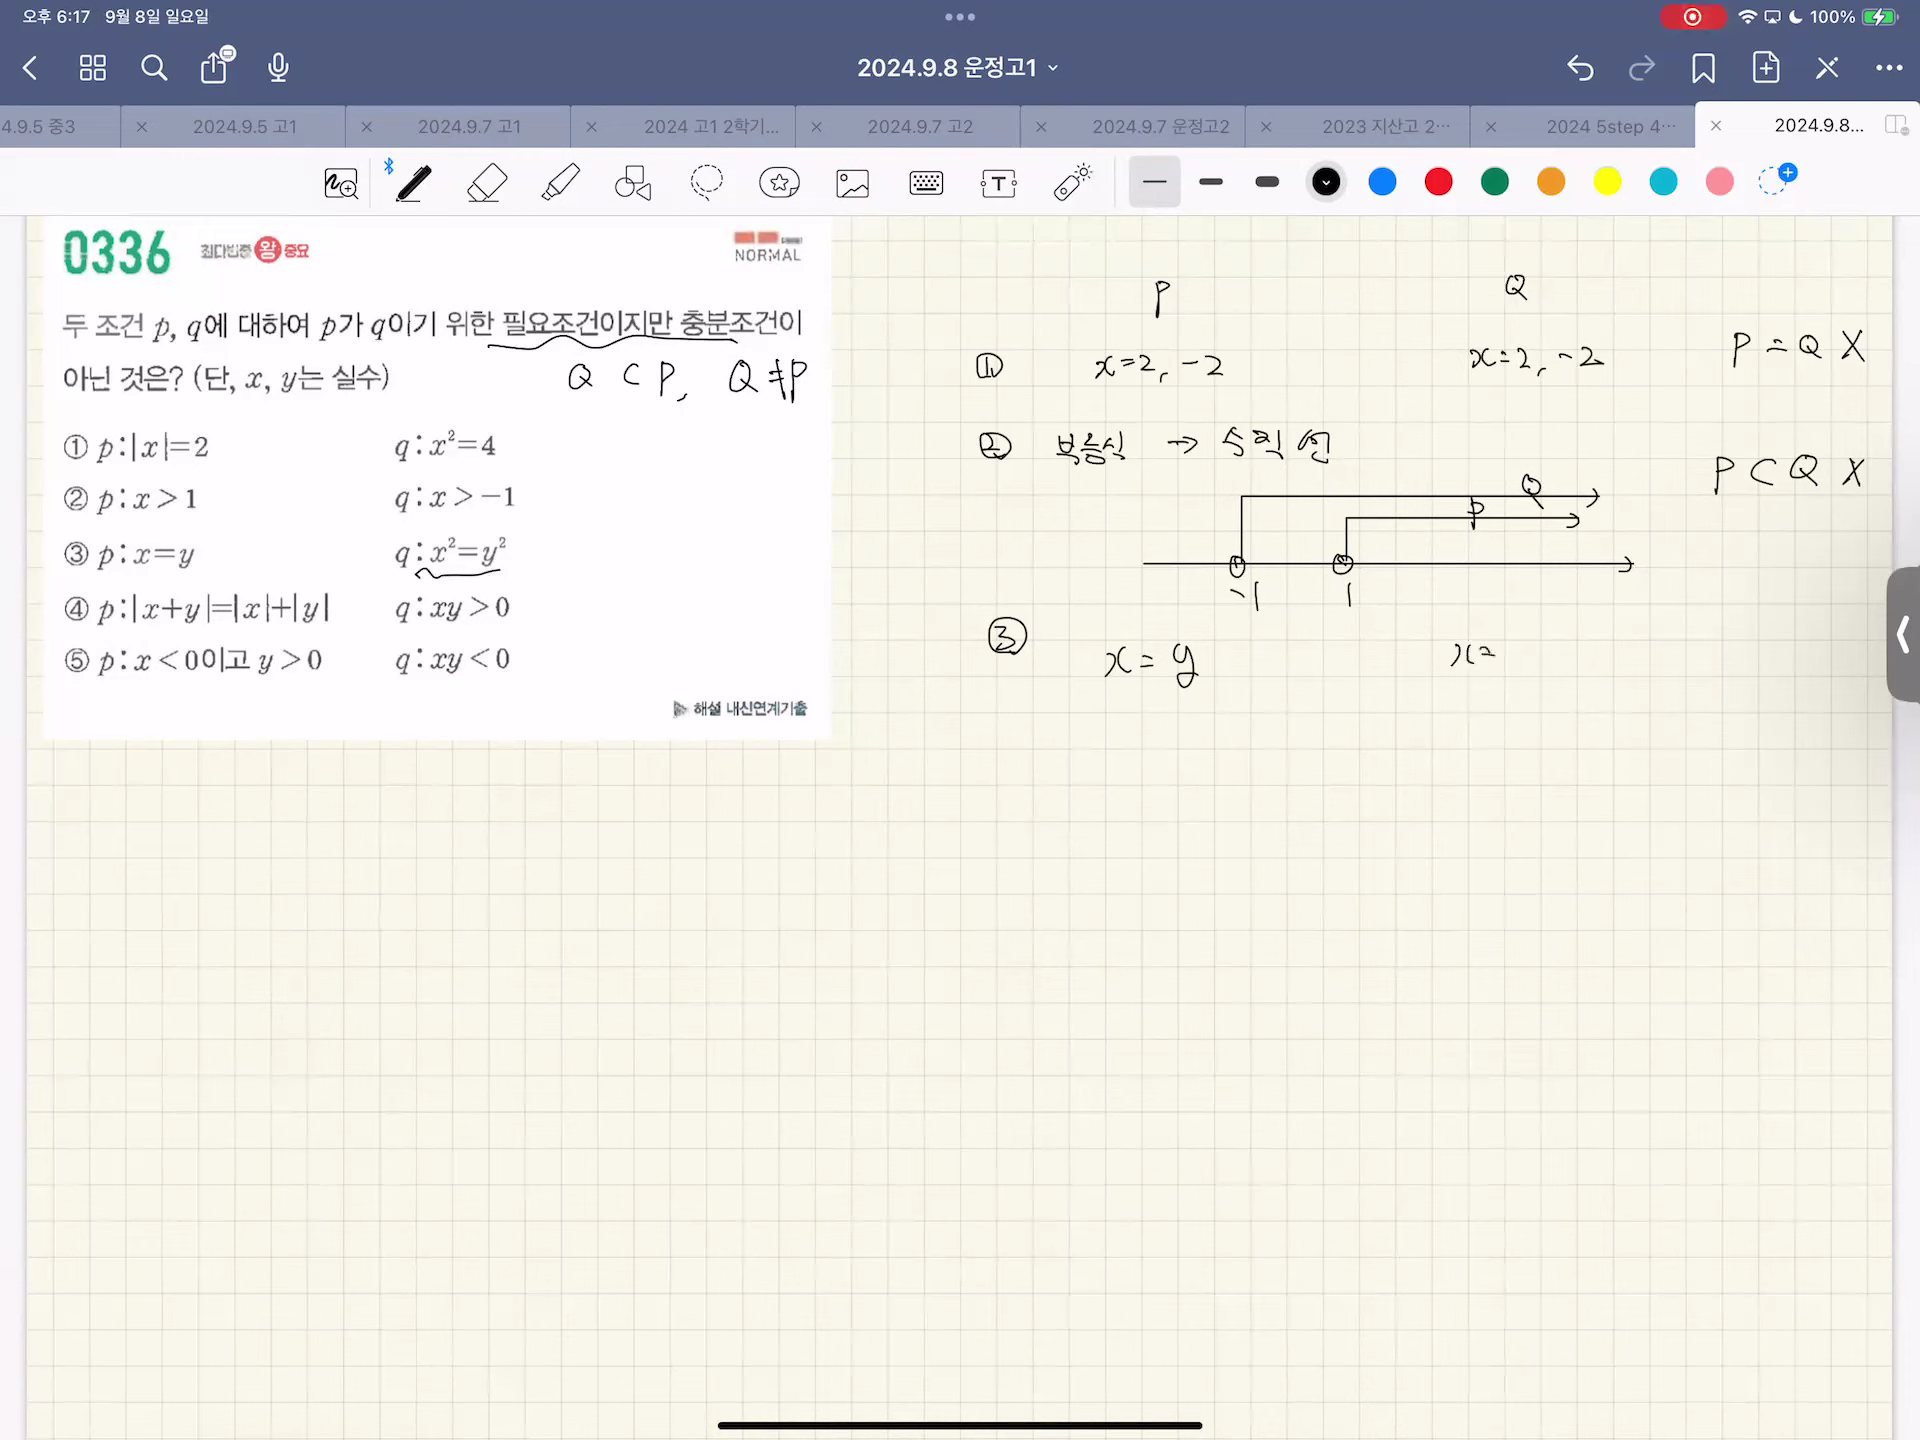 오후 6:17 9월 8일 일요일
100%
2024.9.8 운정고1
4.9.5 중3
2024.9.5 고1
2024.9.7 고1
2024 고1 2학기...
2024.9.7 고2
2024.9.7 운정고2
2023 지산고 2...
2024 5step 4...
2024.9.8...
0336 최다빈출 왕 중요
NORMAL
두 조건 p, q에 대하여 p가 q이기 위한 필요조건이지만 충분조건이
아닌 것은? (단, x, y는 실수)
Q ⊂ P, Q ≠ P
① p : |x|=2 q : x²=4
② p : x>1 q : x>-1
③ p : x=y q : x²=y²
④ p : |x+y|=|x|+|y| q : xy>0
⑤ p : x<0이고 y>0 q : xy<0
▶ 해설 내신연계기출
P Q
① x=2, -2 x=2, -2 P = Q X
② 부등식 → 수직선
P ⊂ Q X
Q
P
-1 1
③ x = y x=